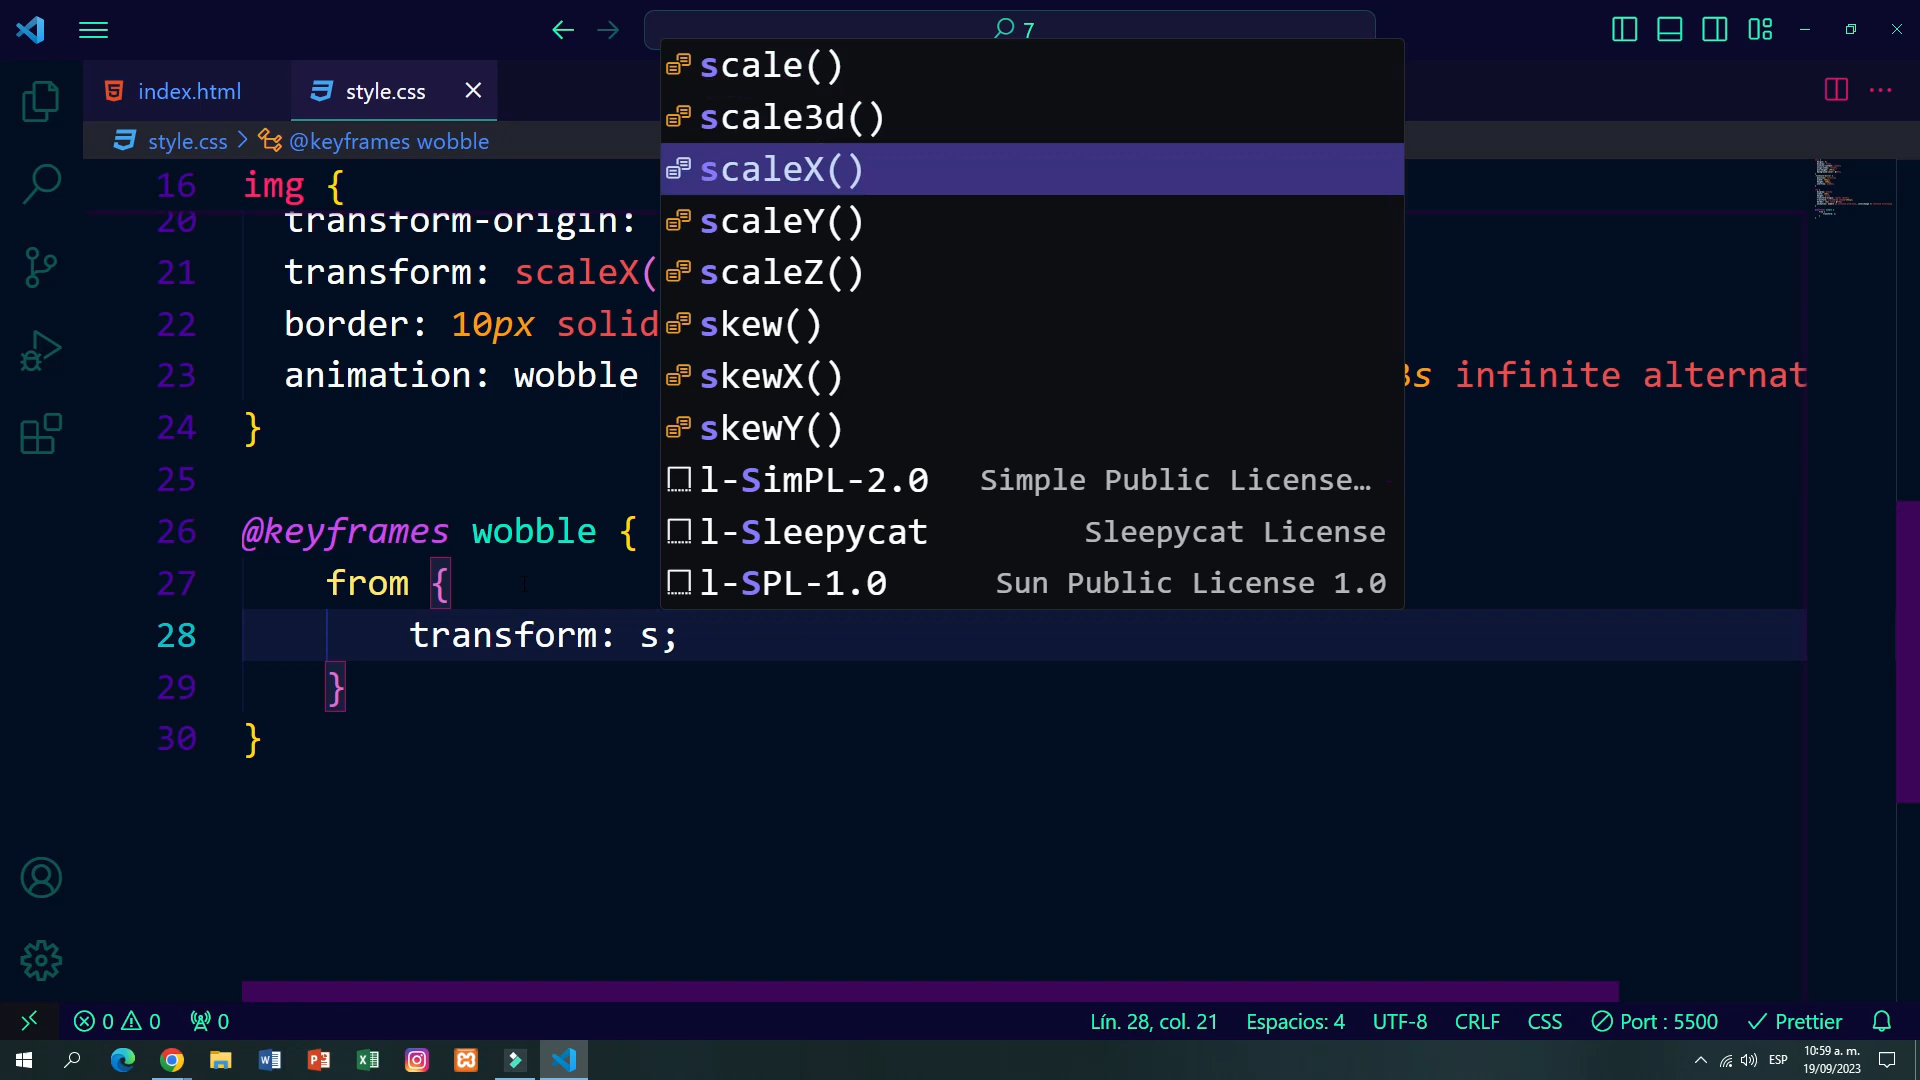 7
index.html
style.css
style.css > @keyframes wobble
scale()
scale3d()
scaleX()
scaleY()
scaleZ()
skew()
skewX()
skewY()
l-SimPL-2.0 Simple Public License…
l-Sleepycat Sleepycat License
l-SPL-1.0 Sun Public License 1.0
16 img {
20 transform-origin:
21 transform: scaleX(
22 border: 10px solid
23 animation: wobble 3s infinite alternat
24 }
25
26 @keyframes wobble {
27 from {
28 transform: s;
29 }
30 }
0 0 0
Lín. 28, col. 21 Espacios: 4 UTF-8 CRLF CSS Port : 5500 Prettier
ESP
10:59 a. m.
19/09/2023